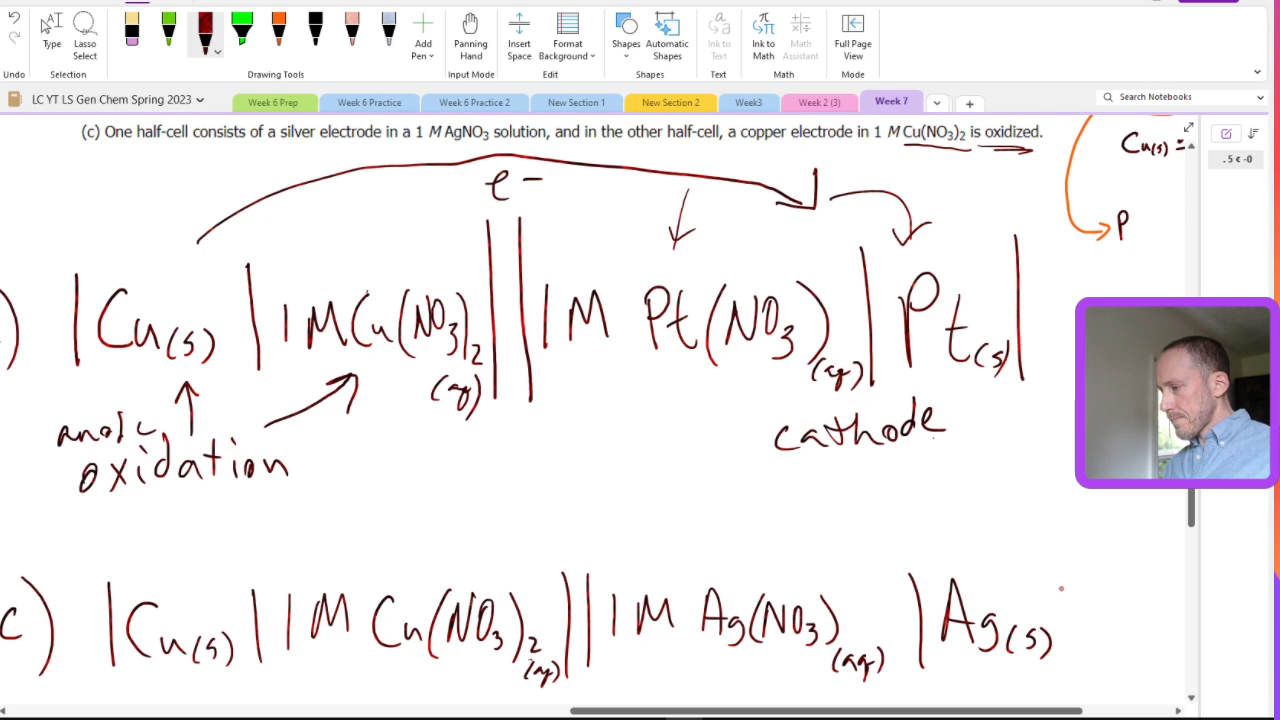 Type
Lasso Select
Add Pen
Panning Hand
Insert Space
Format Background
Shapes
Automatic Shapes
Ink to Text
Ink to Math
Math Assistant
Full Page View
Undo
Selection
Drawing Tools
Input Mode
Edit
Shapes
Text
Math
Mode
LC YT LS Gen Chem Spring 2023
Week 6 Prep
Week 6 Practice
Week 6 Practice 2
New Section 1
New Section 2
Week3
Week 2 (3)
Week 7
Search Notebooks
(c) One half-cell consists of a silver electrode in a 1 M AgNO₃ solution, and in the other half-cell, a copper electrode in 1 M Cu(NO₃)₂ is oxidized.
Cu(s) =
.5 ¢ -0
e -
P
) | Cu(s) | 1 M Cu(NO₃)₂ (aq) || 1 M Pt(NO₃) (aq) | Pt(s) |
anode
cathode
oxidation
c) | Cu(s) | 1 M Cu(NO₃)₂ (aq) || 1 M Ag(NO₃) (aq) | Ag(s)